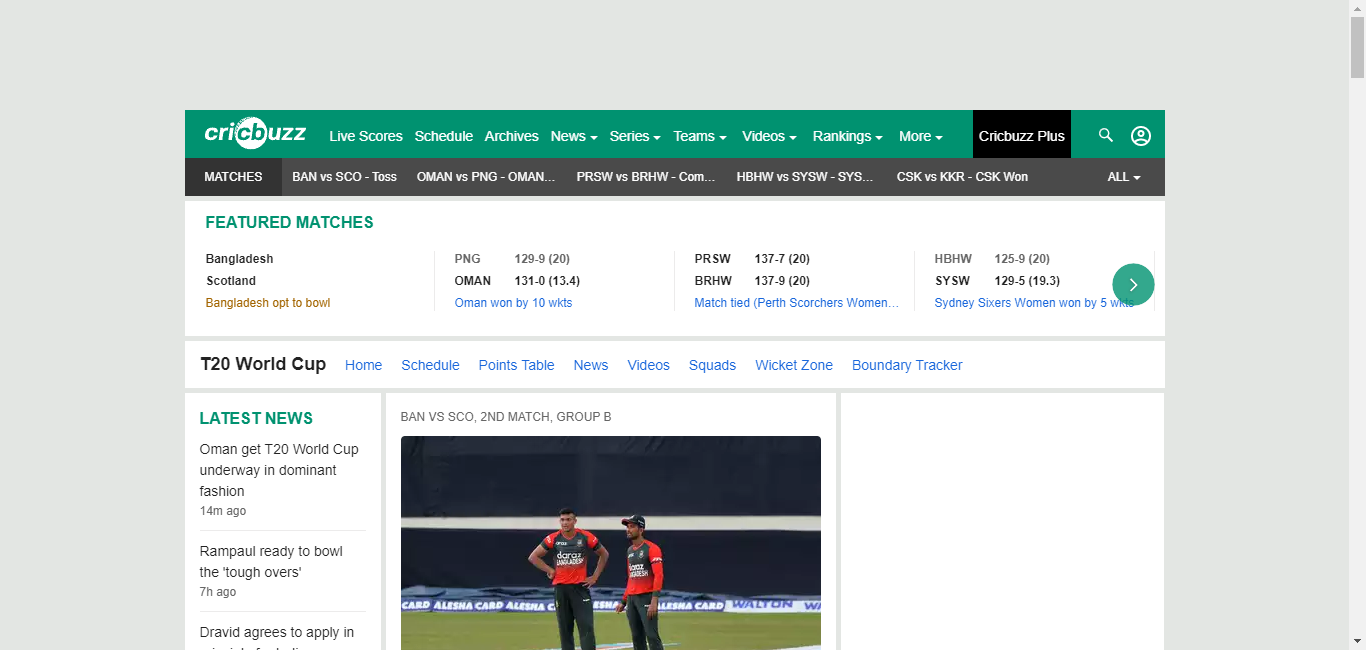 cricbuzz Live Scores Schedule Archives News Series Teams Videos Rankings More Cricbuzz Plus
MATCHES BAN vs SCO - Toss OMAN vs PNG - OMAN... PRSW vs BRHW - Com... HBHW vs SYSW - SYS... CSK vs KKR - CSK Won ALL
FEATURED MATCHES
Bangladesh
Scotland
Bangladesh opt to bowl
PNG 129-9 (20)
OMAN 131-0 (13.4)
Oman won by 10 wkts
PRSW 137-7 (20)
BRHW 137-9 (20)
Match tied (Perth Scorchers Women...
HBHW 125-9 (20)
SYSW 129-5 (19.3)
Sydney Sixers Women won by 5 wkts
T20 World Cup Home Schedule Points Table News Videos Squads Wicket Zone Boundary Tracker
LATEST NEWS
Oman get T20 World Cup
underway in dominant
fashion
14m ago
Rampaul ready to bowl
the 'tough overs'
7h ago
Dravid agrees to apply in
BAN VS SCO, 2ND MATCH, GROUP B
daraz
BANGLADESH
daraz
ALESHA CARD ALESHA CARD ALESHA CARD WALTON